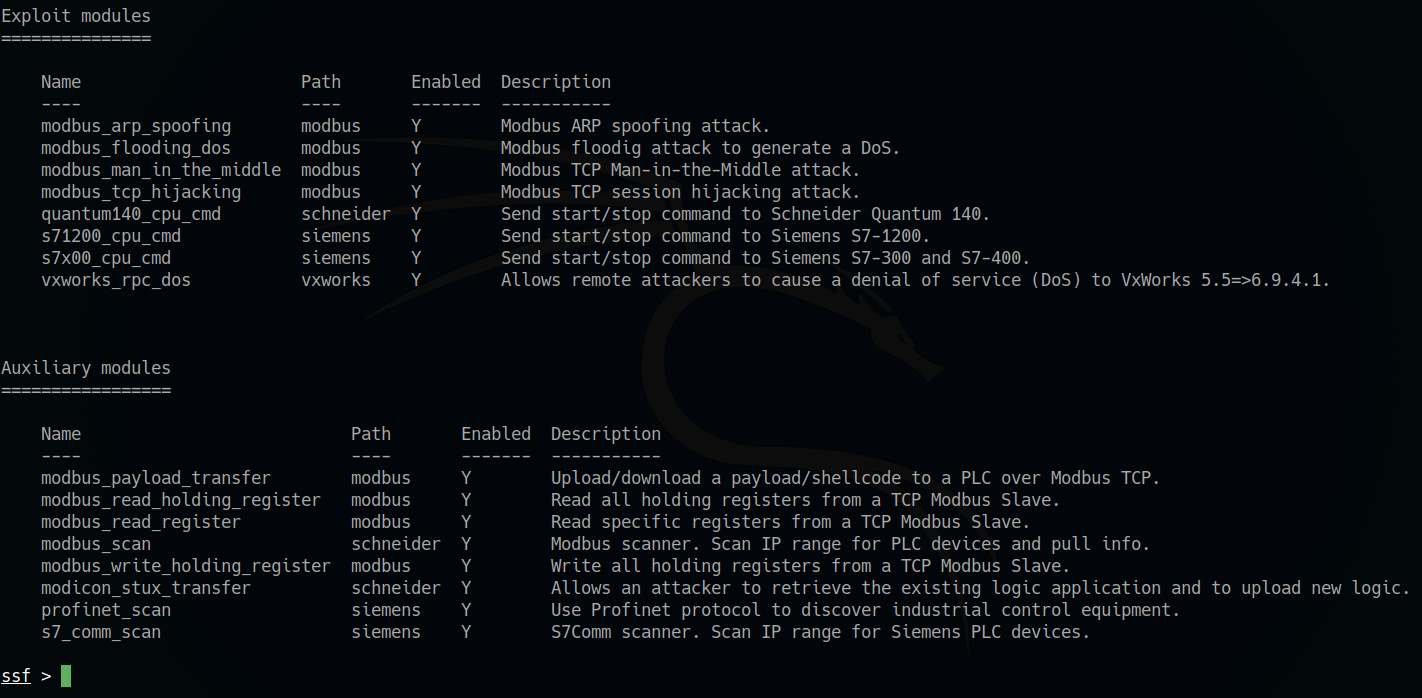 Exploit modules
===============
Name Path Enabled Description
---- ---- ------- -----------
modbus_arp_spoofing modbus Y Modbus ARP spoofing attack.
modbus_flooding_dos modbus Y Modbus floodig attack to generate a DoS.
modbus_man_in_the_middle modbus Y Modbus TCP Man-in-the-Middle attack.
modbus_tcp_hijacking modbus Y Modbus TCP session hijacking attack.
quantum140_cpu_cmd schneider Y Send start/stop command to Schneider Quantum 140.
s71200_cpu_cmd siemens Y Send start/stop command to Siemens S7-1200.
s7x00_cpu_cmd siemens Y Send start/stop command to Siemens S7-300 and S7-400.
vxworks_rpc_dos vxworks Y Allows remote attackers to cause a denial of service (DoS) to VxWorks 5.5=>6.9.4.1.
Auxiliary modules
=================
Name Path Enabled Description
---- ---- ------- -----------
modbus_payload_transfer modbus Y Upload/download a payload/shellcode to a PLC over Modbus TCP.
modbus_read_holding_register modbus Y Read all holding registers from a TCP Modbus Slave.
modbus_read_register modbus Y Read specific registers from a TCP Modbus Slave.
modbus_scan schneider Y Modbus scanner. Scan IP range for PLC devices and pull info.
modbus_write_holding_register modbus Y Write all holding registers from a TCP Modbus Slave.
modicon_stux_transfer schneider Y Allows an attacker to retrieve the existing logic application and to upload new logic.
profinet_scan siemens Y Use Profinet protocol to discover industrial control equipment.
s7_comm_scan siemens Y S7Comm scanner. Scan IP range for Siemens PLC devices.
ssf >